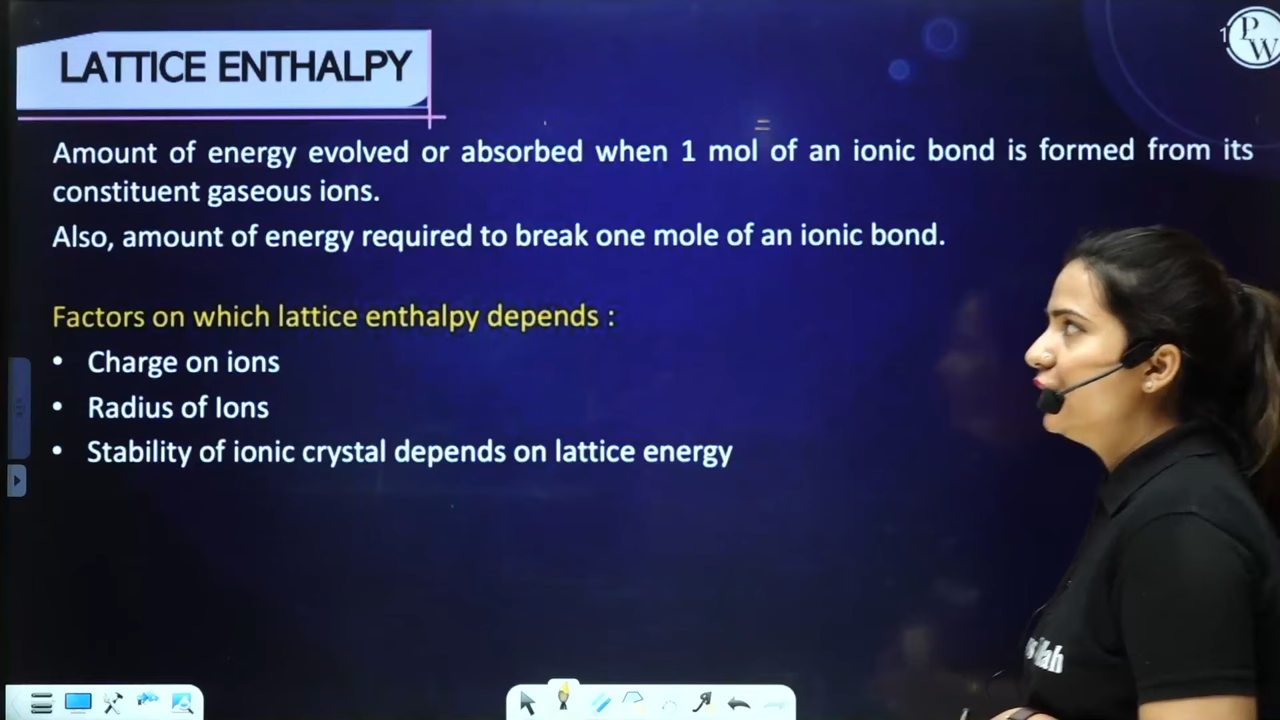 LATTICE ENTHALPY
1
PW
Amount of energy evolved or absorbed when 1 mol of an ionic bond is formed from its
constituent gaseous ions.
Also, amount of energy required to break one mole of an ionic bond.
Factors on which lattice enthalpy depends :
• Charge on ions
• Radius of Ions
• Stability of ionic crystal depends on lattice energy